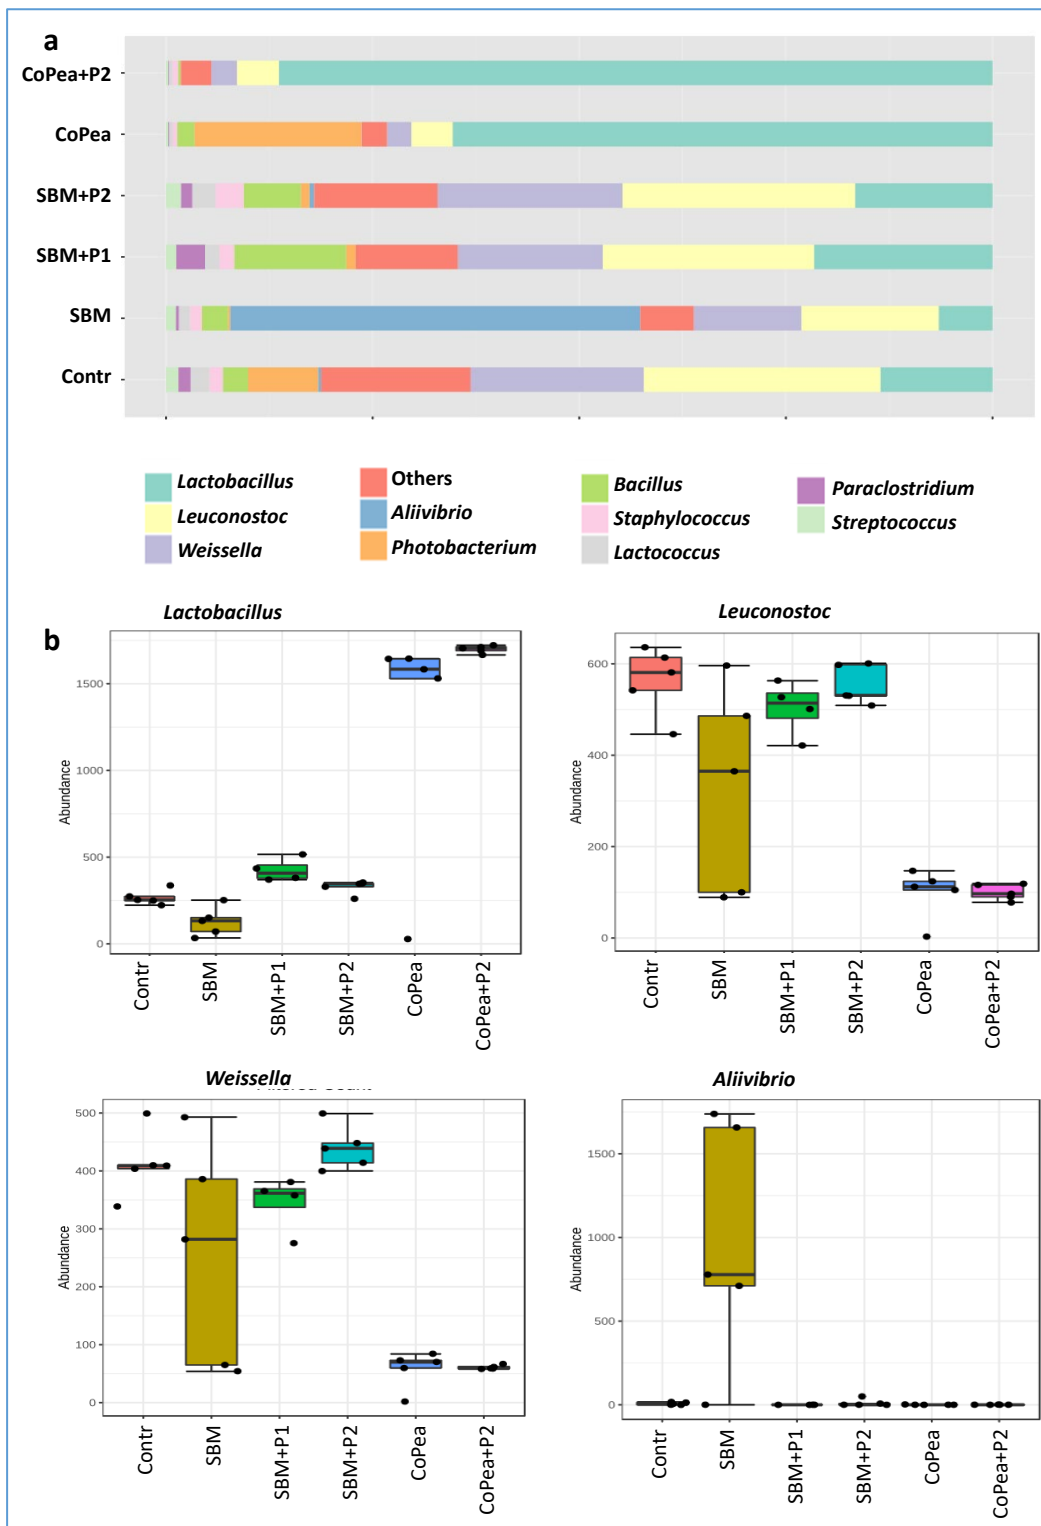 a
CoPea+P2
CoPea
SBM+P2
SBM+P1
SBM
Contr
Lactobacillus
Leuconostoc
Weissella
Others
Aliivibrio
Photobacterium
Bacillus
Staphylococcus
Lactococcus
Paraclostridium
Streptococcus
b
Lactobacillus
Abundance
1500
1000
500
0
Contr
SBM
SBM+P1
SBM+P2
CoPea
CoPea+P2
Leuconostoc
Abundance
600
400
200
0
Contr
SBM
SBM+P1
SBM+P2
CoPea
CoPea+P2
Weissella
Abundance
500
400
300
200
100
0
Contr
SBM
SBM+P1
SBM+P2
CoPea
CoPea+P2
Aliivibrio
Abundance
1500
1000
500
0
Contr
SBM
SBM+P1
SBM+P2
CoPea
CoPea+P2